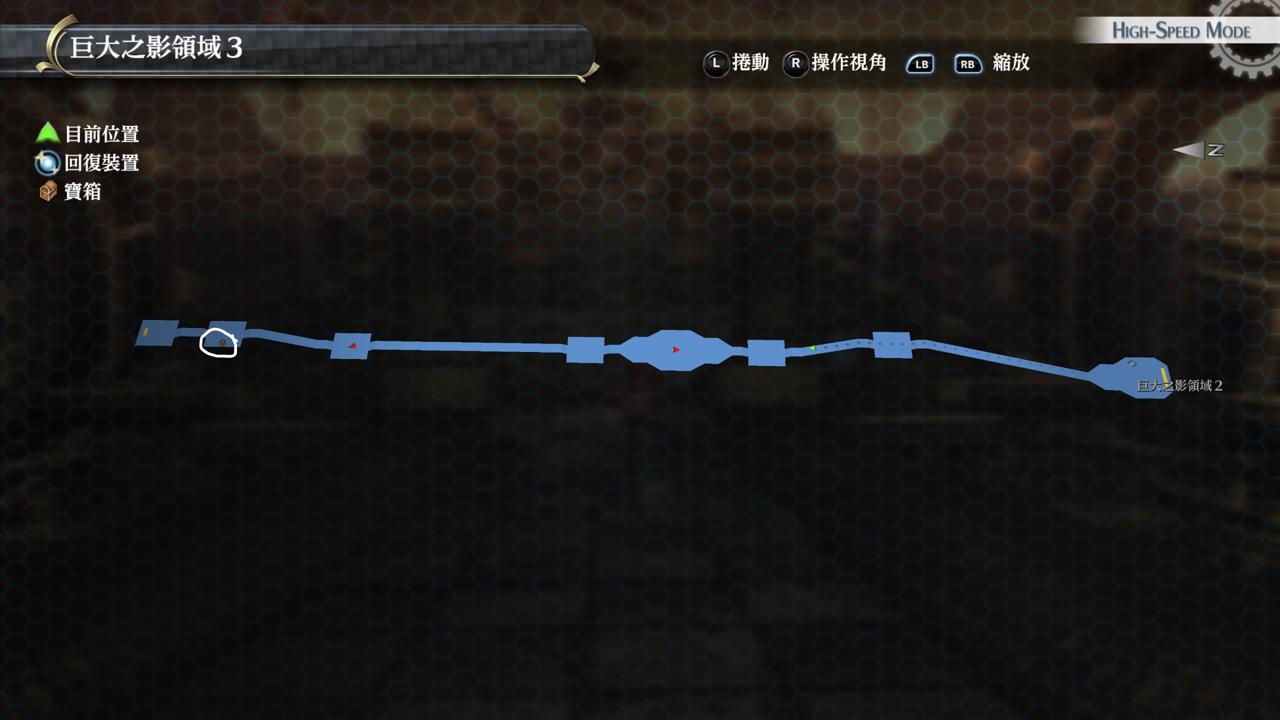 巨大之影領域3
HIGH-SPEED MODE
L 捲動 R 操作視角 LB RB 縮放
目前位置
回復裝置
寶箱
N
巨大之影領域2